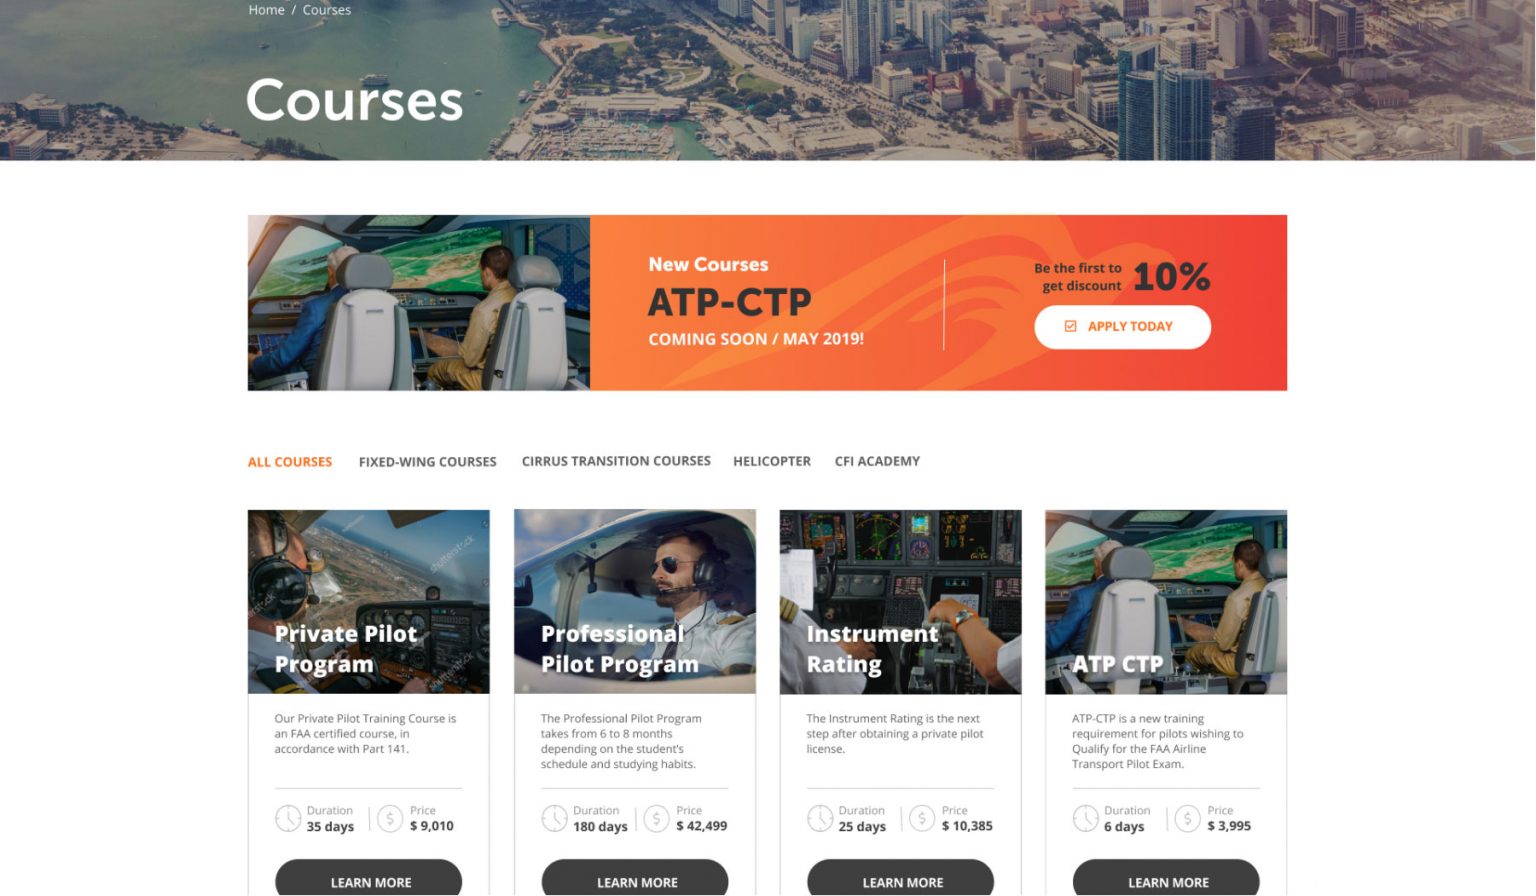 Home / Courses
Courses
New Courses
ATP-CTP
COMING SOON / MAY 2019!
Be the first to
get discount
10%
APPLY TODAY
ALL COURSES
FIXED-WING COURSES
CIRRUS TRANSITION COURSES
HELICOPTER
CFI ACADEMY
shutterstock
Private Pilot
Program
Our Private Pilot Training Course is
an FAA certified course, in
accordance with Part 141.
Duration
35 days
Price
$ 9,010
LEARN MORE
Professional
Pilot Program
The Professional Pilot Program
takes from 6 to 8 months
depending on the student's
schedule and studying habits.
Duration
180 days
Price
$ 42,499
LEARN MORE
Instrument
Rating
The Instrument Rating is the next
step after obtaining a private pilot
license.
Duration
25 days
Price
$ 10,385
LEARN MORE
ATP CTP
ATP-CTP is a new training
requirement for pilots wishing to
Qualify for the FAA Airline
Transport Pilot Exam.
Duration
6 days
Price
$ 3,995
LEARN MORE